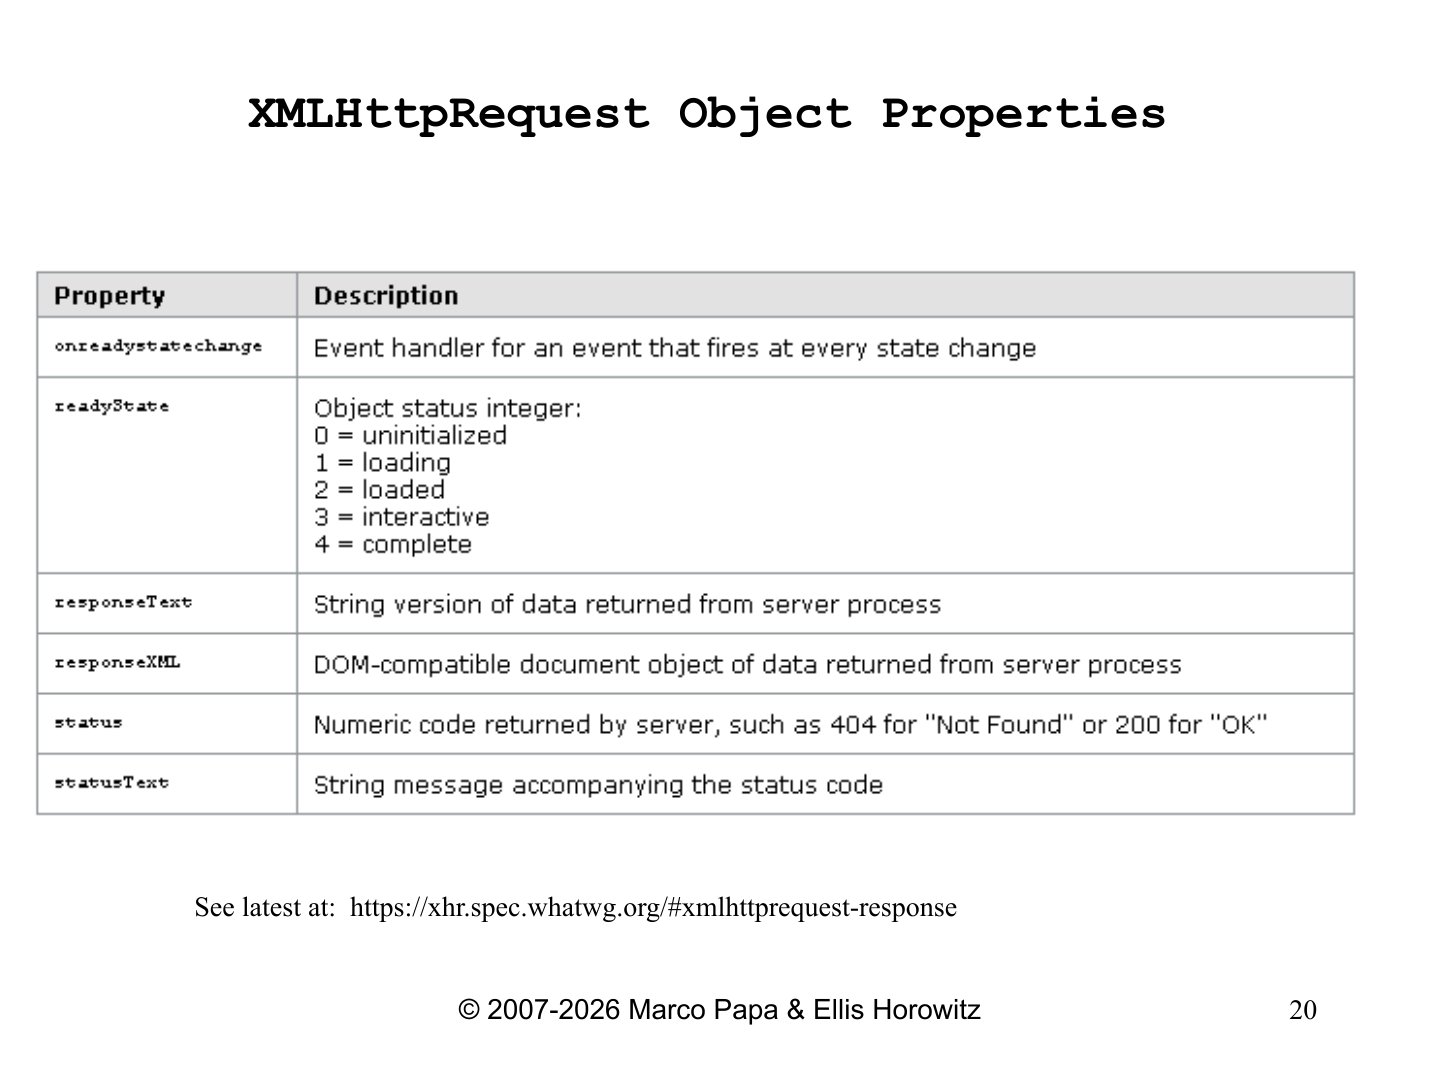 XMLHttpRequest Object Properties
Property Description
onreadystatechange Event handler for an event that fires at every state change
readyState Object status integer:
0 = uninitialized
1 = loading
2 = loaded
3 = interactive
4 = complete
responseText String version of data returned from server process
responseXML DOM-compatible document object of data returned from server process
status Numeric code returned by server, such as 404 for "Not Found" or 200 for "OK"
statusText String message accompanying the status code
See latest at: https://xhr.spec.whatwg.org/#xmlhttprequest-response
© 2007-2026 Marco Papa & Ellis Horowitz 20